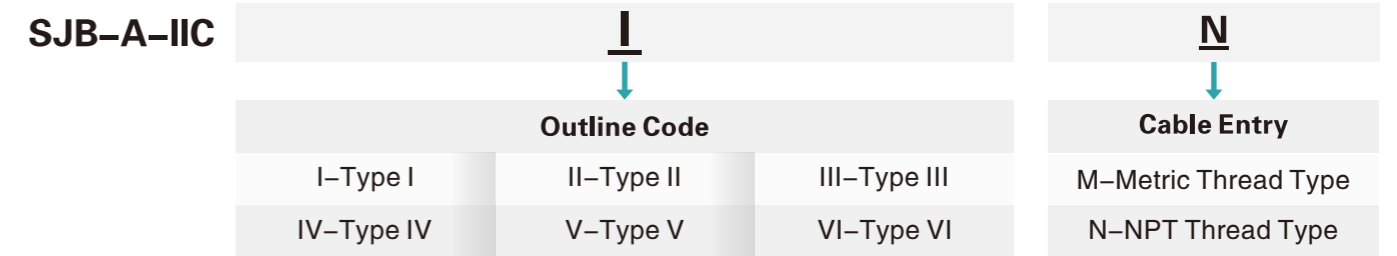 SJB–A–IIC I N
Outline Code Cable Entry
I–Type I II–Type II III–Type III M–Metric Thread Type
IV–Type IV V–Type V VI–Type VI N–NPT Thread Type